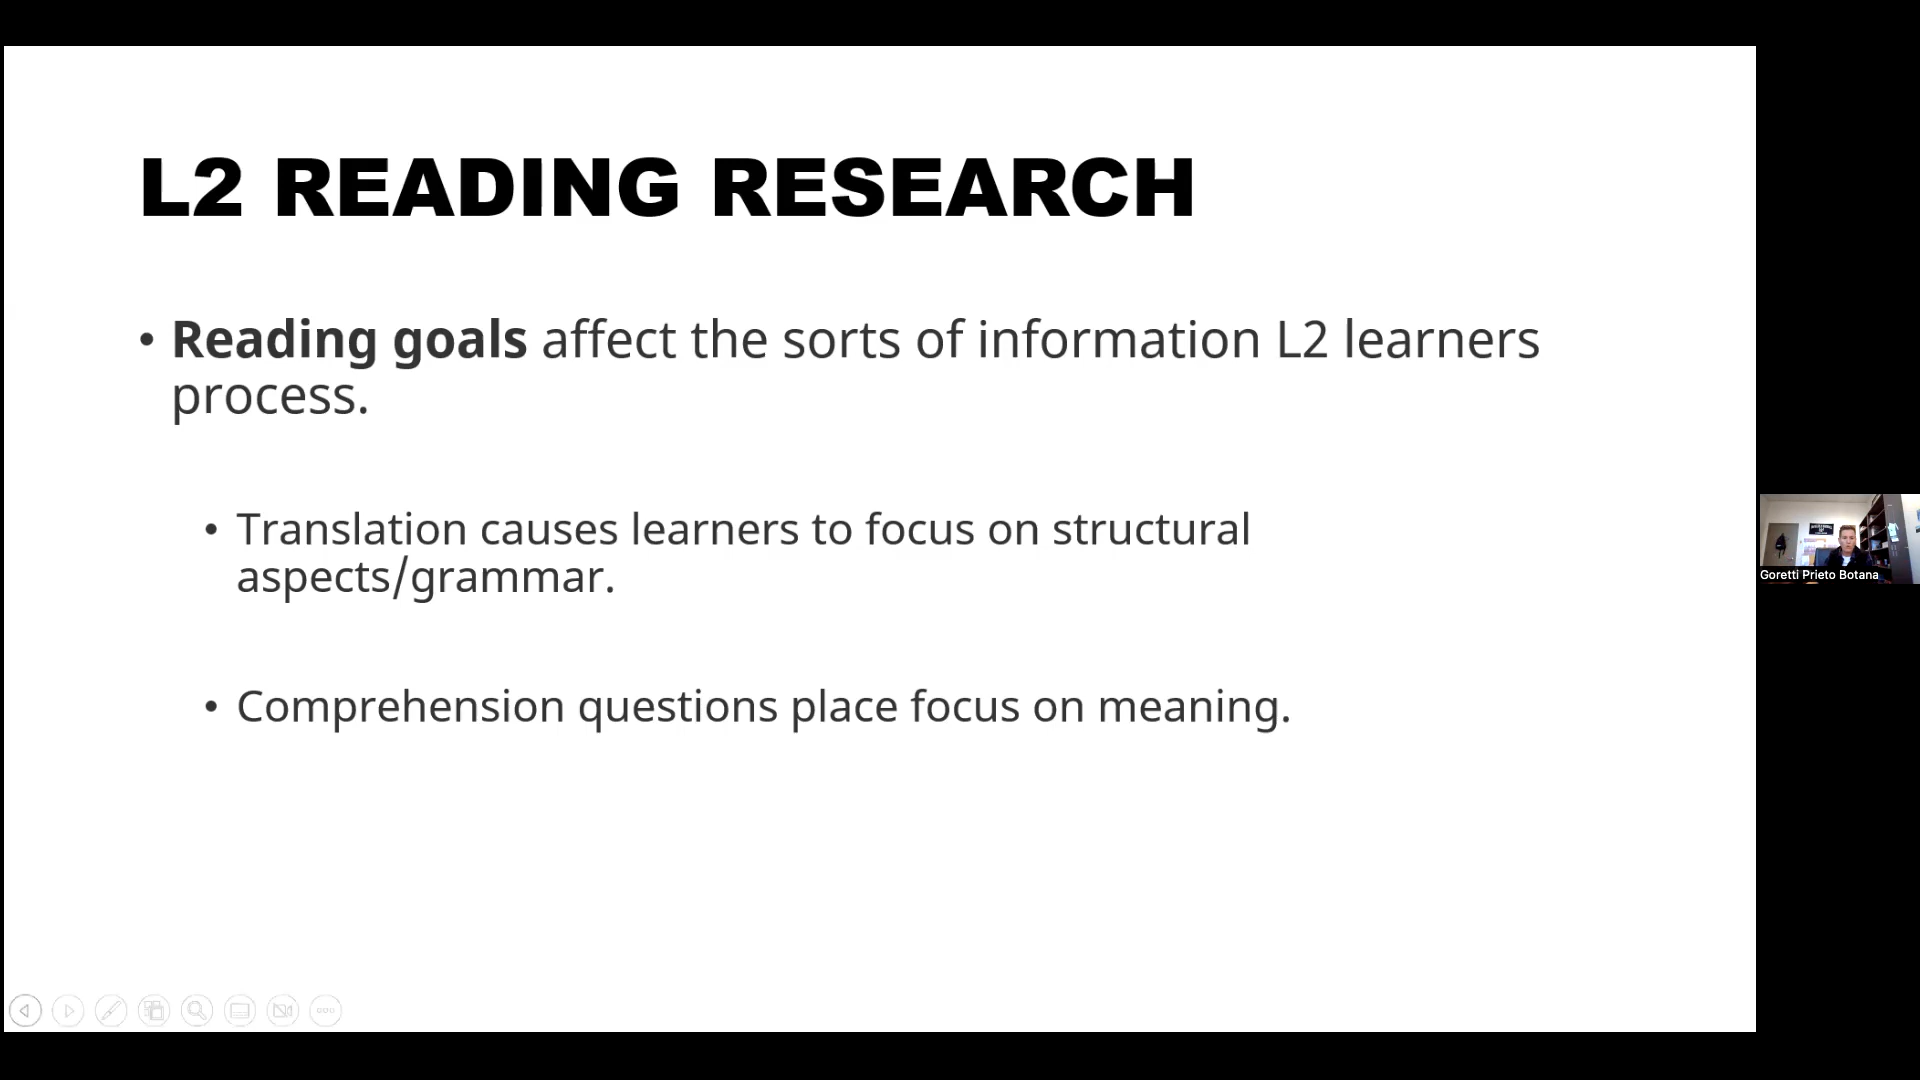 L2 READING RESEARCH
• Reading goals affect the sorts of information L2 learners
process.
• Translation causes learners to focus on structural
aspects/grammar.
• Comprehension questions place focus on meaning.
Goretti Prieto Botana